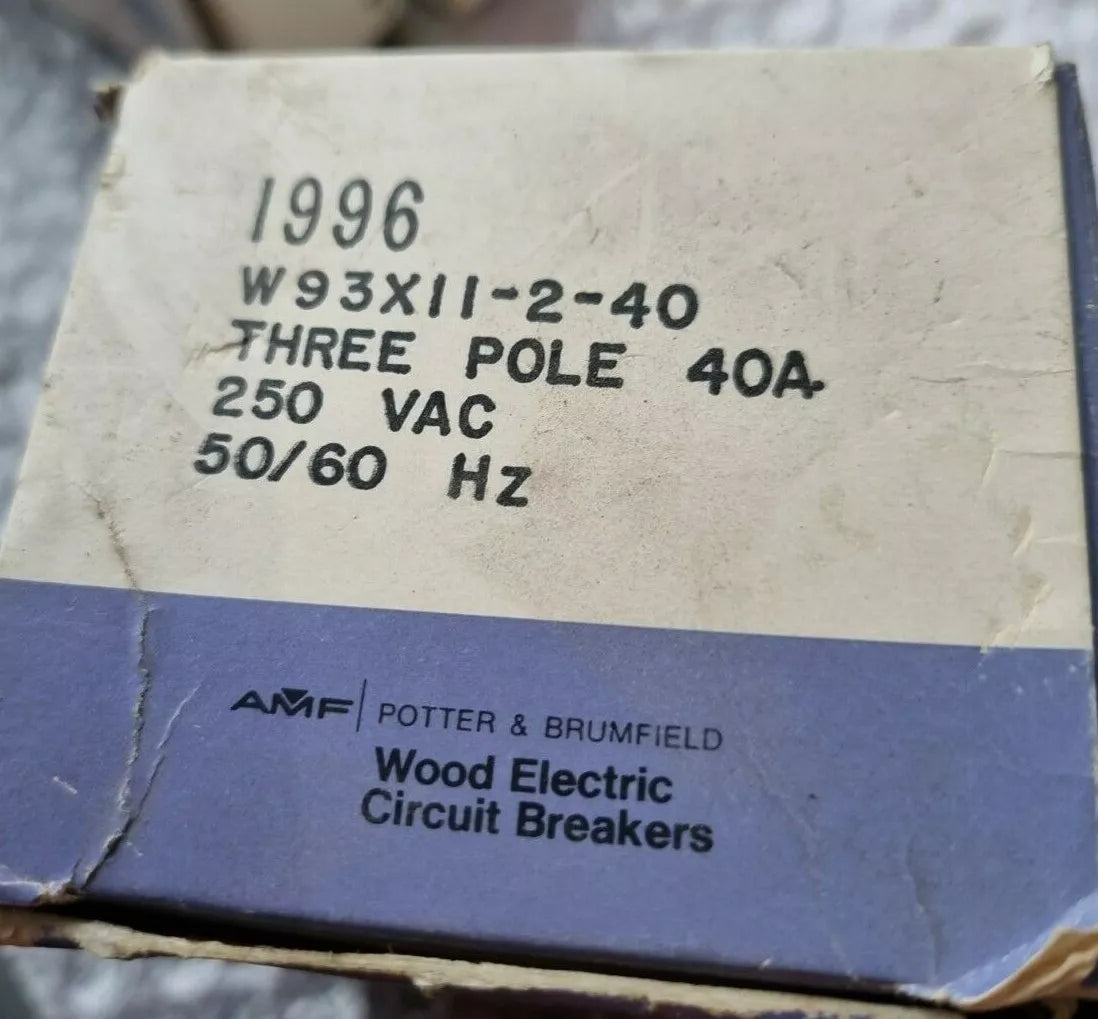 1996
W93X11-2-40
THREE POLE 40A
250 VAC
50/60 Hz
AMF | POTTER & BRUMFIELD
Wood Electric
Circuit Breakers